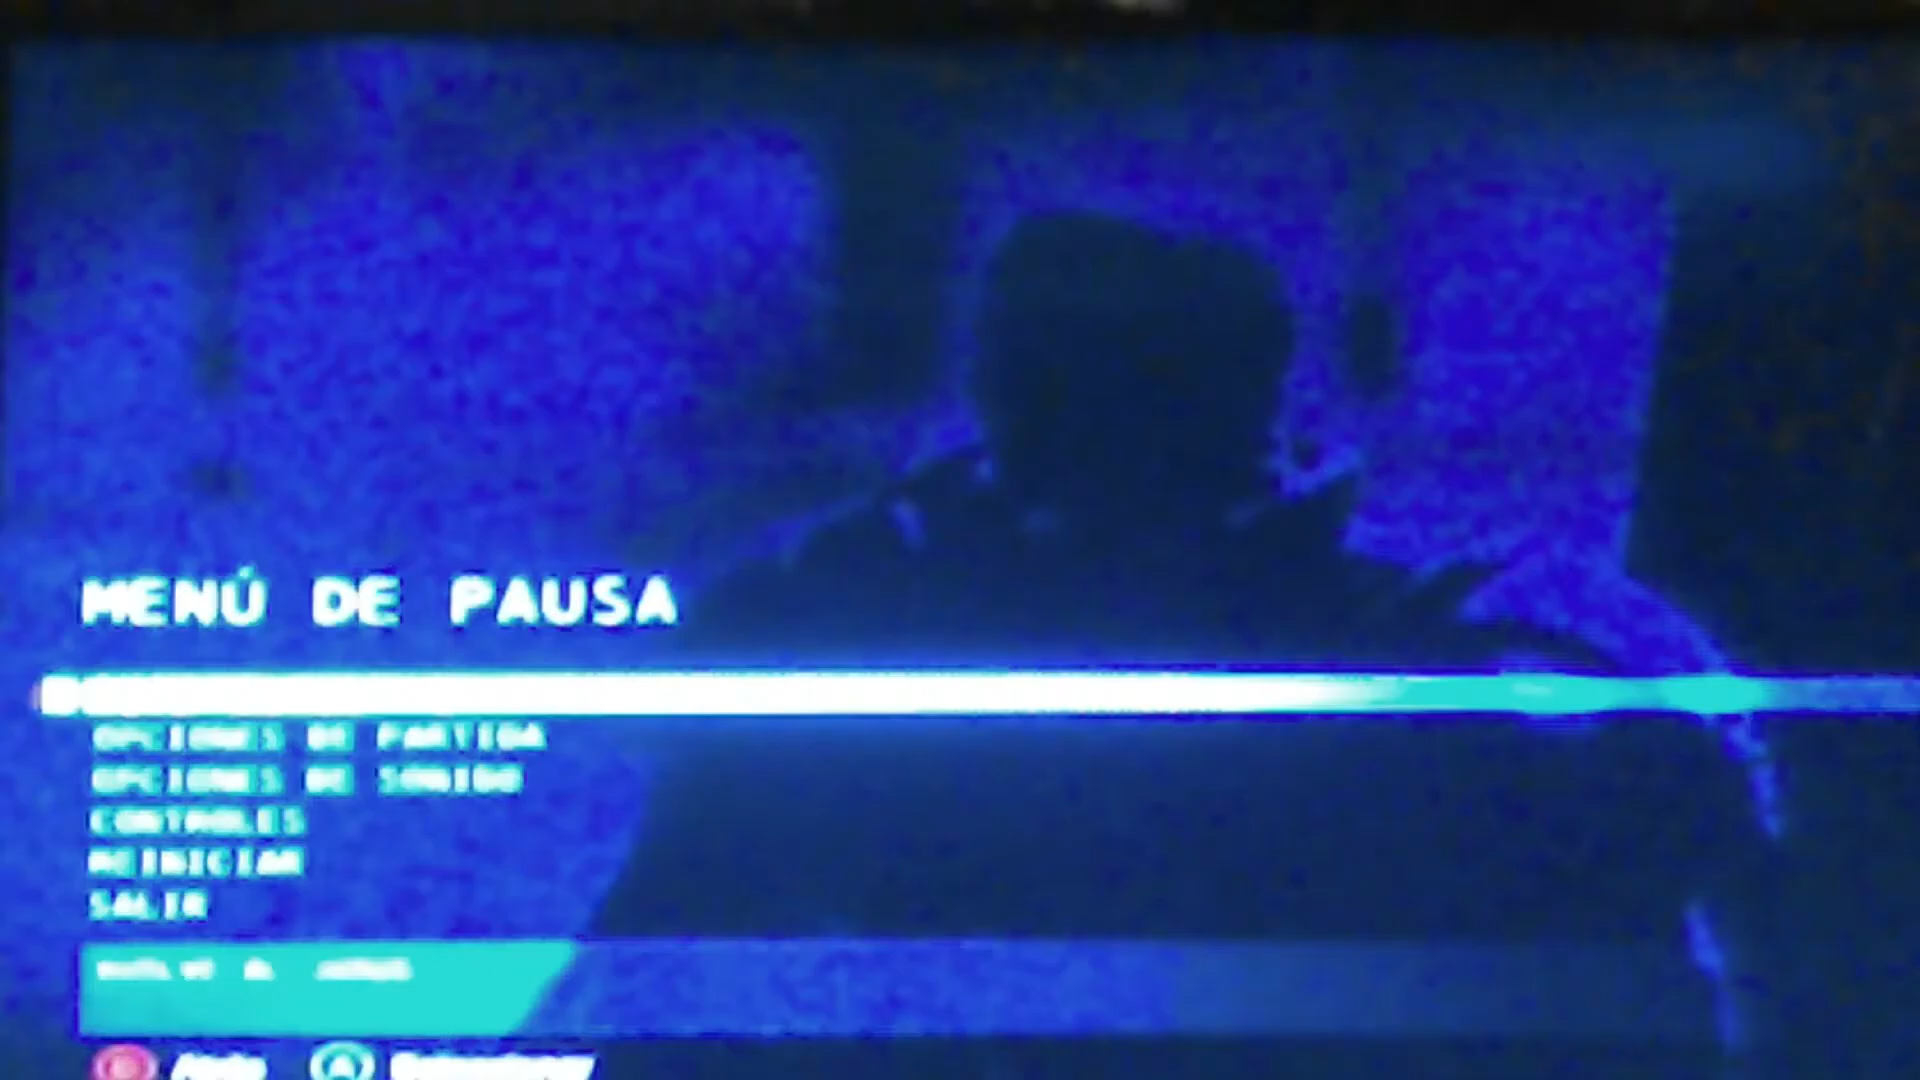 MENÚ DE PAUSA
OPCIONES DE PARTIDA
OPCIONES DE SONIDO
CONTROLES
REINICIAR
SALIR